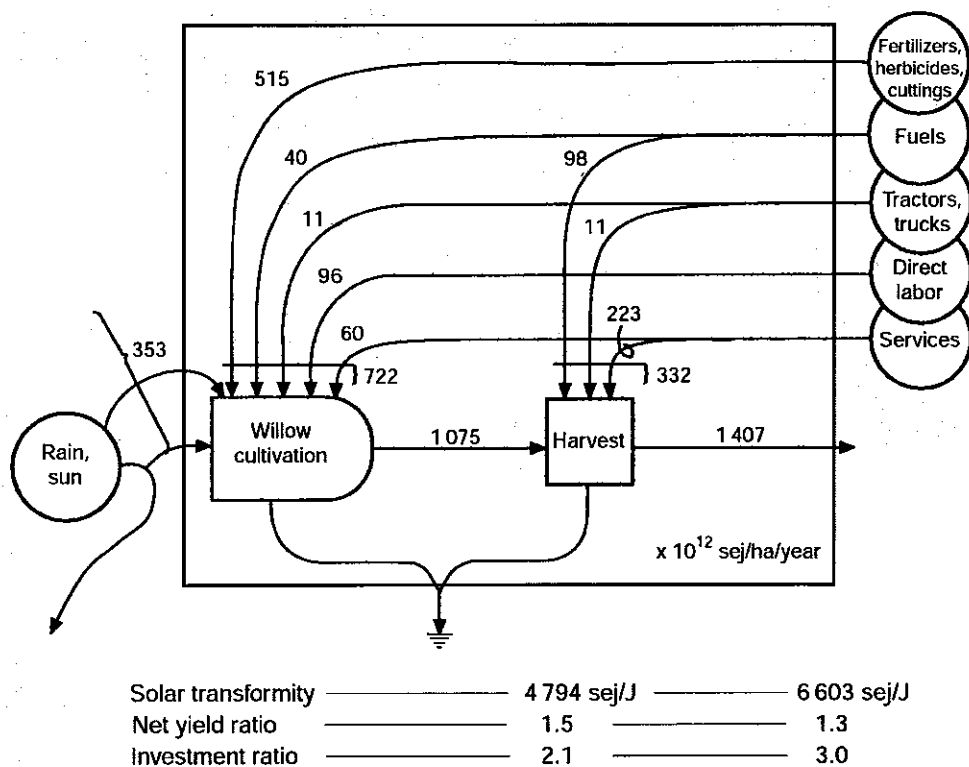 Fertilizers,
herbicides,
cuttings
515
Fuels
40
98
Tractors,
trucks
11
11
Direct
labor
96
223
Services
60
353
722
332
Willow
cultivation
Harvest
1 075
1 407
Rain,
sun
x 10^12 sej/ha/year
Solar transformity 4 794 sej/J 6 603 sej/J
Net yield ratio 1.5 1.3
Investment ratio 2.1 3.0